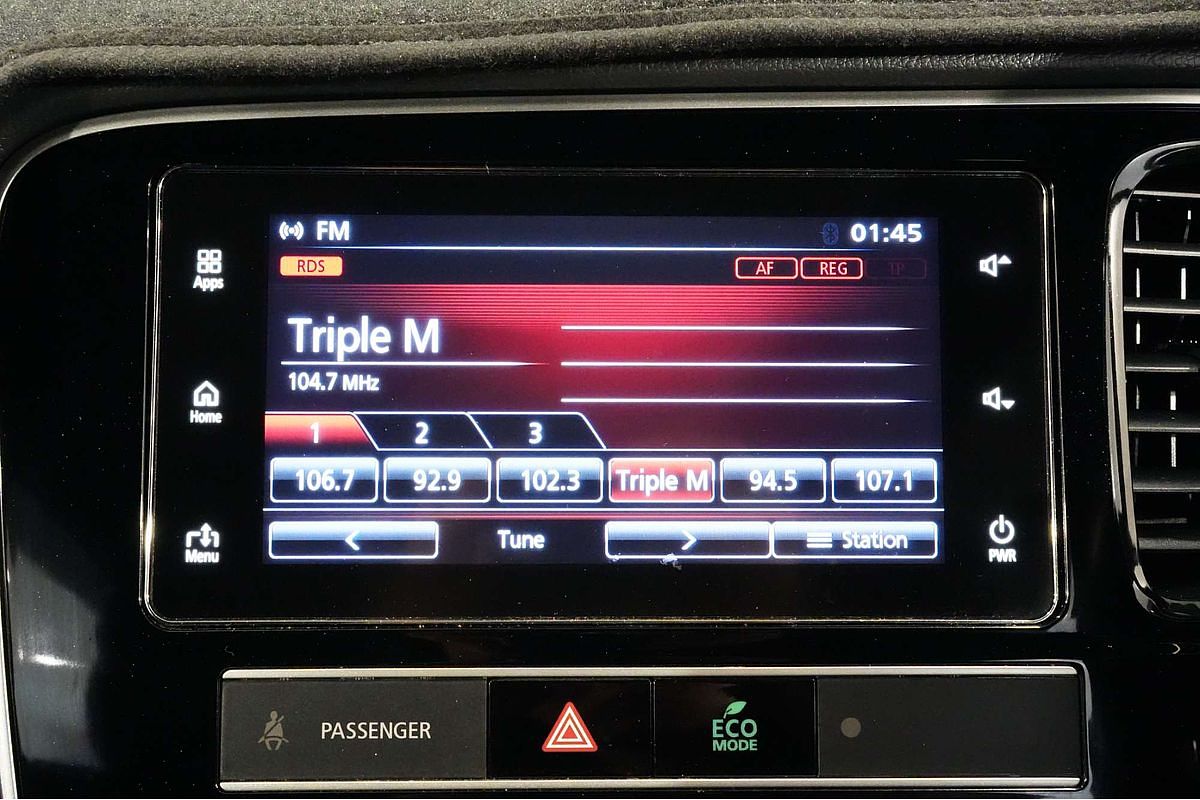 FM 01:45
RDS AF REG TP
Apps
Triple M
104.7 MHz
Home
1 2 3
106.7 92.9 102.3 Triple M 94.5 107.1
< Tune > Station
Menu
PWR
PASSENGER
ECO
MODE